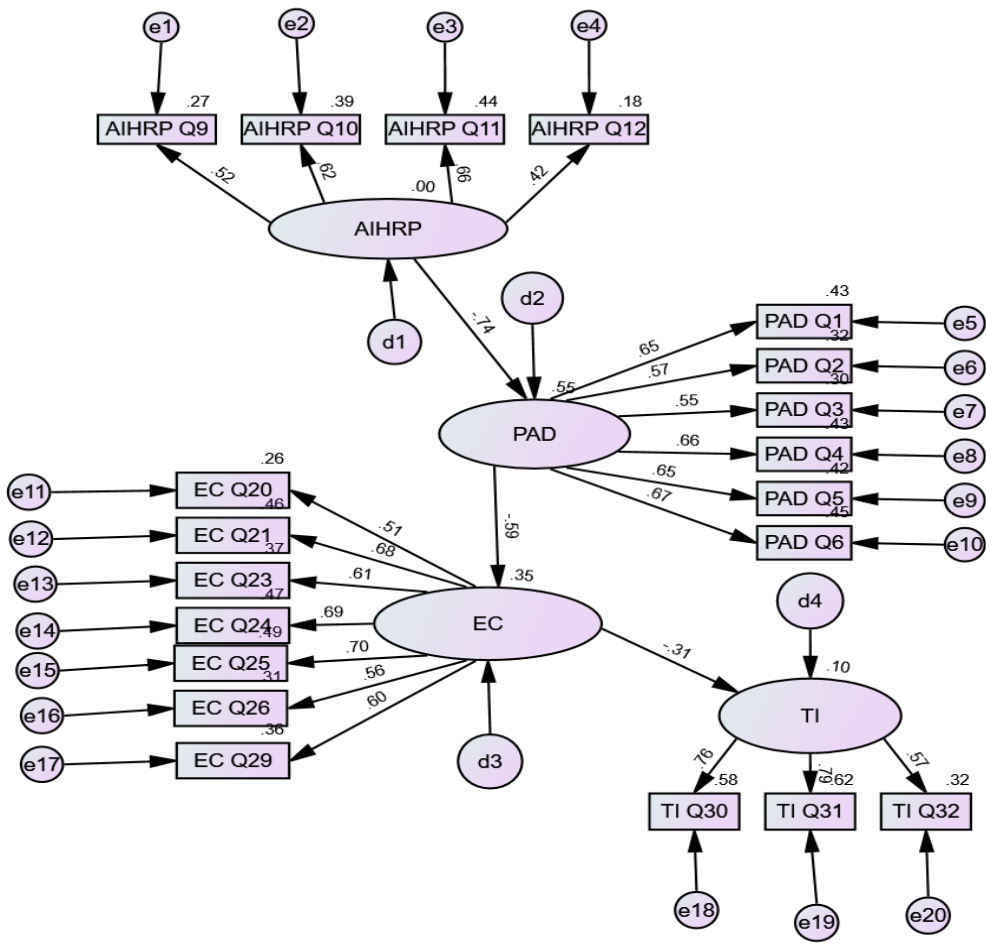 e1
e2
e3
e4
.27
.39
.44
.18
AIHRP Q9
AIHRP Q10
AIHRP Q11
AIHRP Q12
.52
.62
.66
.42
.00
AIHRP
d1
-.74
d2
.55
PAD
.65
.57
.55
.66
.65
.67
.43
PAD Q1
e5
.32
PAD Q2
e6
.30
PAD Q3
e7
.43
PAD Q4
e8
.42
PAD Q5
e9
.45
PAD Q6
e10
-.59
.26
e11
EC Q20
.46
e12
EC Q21
.37
e13
EC Q23
.47
e14
EC Q24
.49
e15
EC Q25
.31
e16
EC Q26
.36
e17
EC Q29
.51
.68
.61
.69
.70
.56
.60
.35
EC
d3
-.31
d4
.10
TI
.76
.79
.57
.58
.62
.32
TI Q30
TI Q31
TI Q32
e18
e19
e20